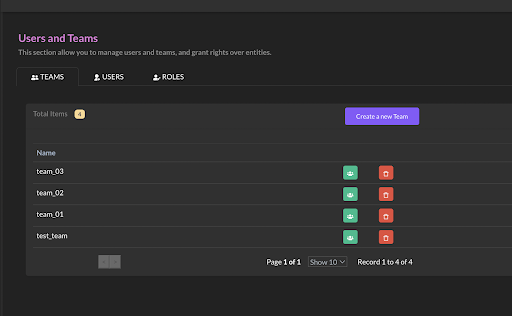 Users and Teams
This section allow you to manage users and teams, and grant rights over entities.
TEAMS USERS ROLES
Total Items 4 Create a new Team
Name
team_03
team_02
team_01
test_team
Page 1 of 1 Show 10 Record 1 to 4 of 4